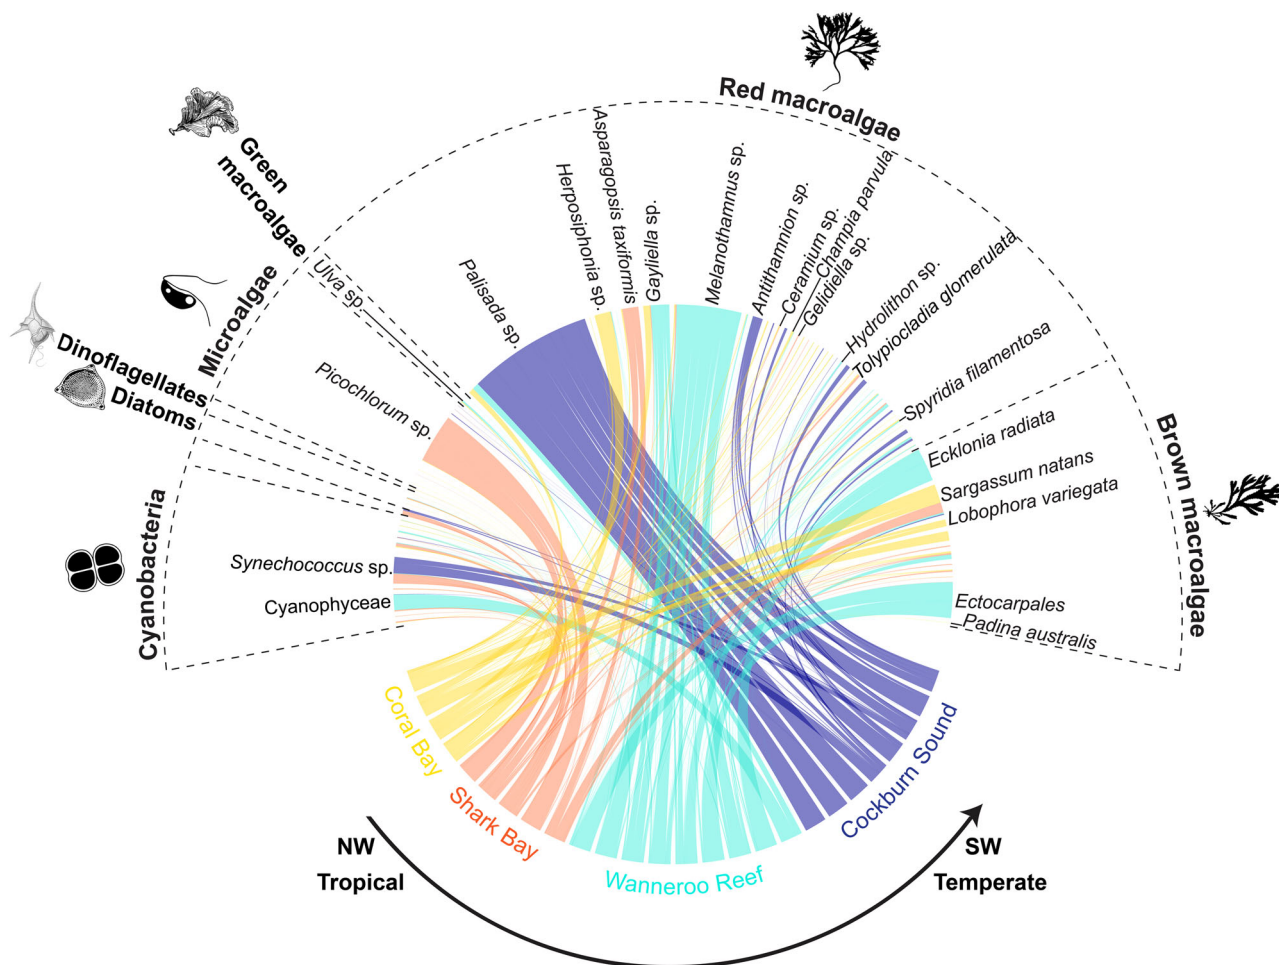 Red macroalgae
Green
macroalgae
Microalgae
Dinoflagellates
Diatoms
Cyanobacteria
Brown macroalgae
Cyanophyceae
Synechococcus sp.
Picochlorum sp.
Ulva sp.
Palisada sp.
Herposiphonia sp.
Asparagopsis taxiformis
Gayliella sp.
Melanothamnus sp.
Antithamnion sp.
Ceramium sp.
Champia parvula
Gelidiella sp.
Hydrolithon sp.
Tolypiocladia glomerulata
Spyridia filamentosa
Ecklonia radiata
Sargassum natans
Lobophora variegata
Ectocarpales
Padina australis
Coral Bay
Shark Bay
Wanneroo Reef
Cockburn Sound
NW
Tropical
SW
Temperate